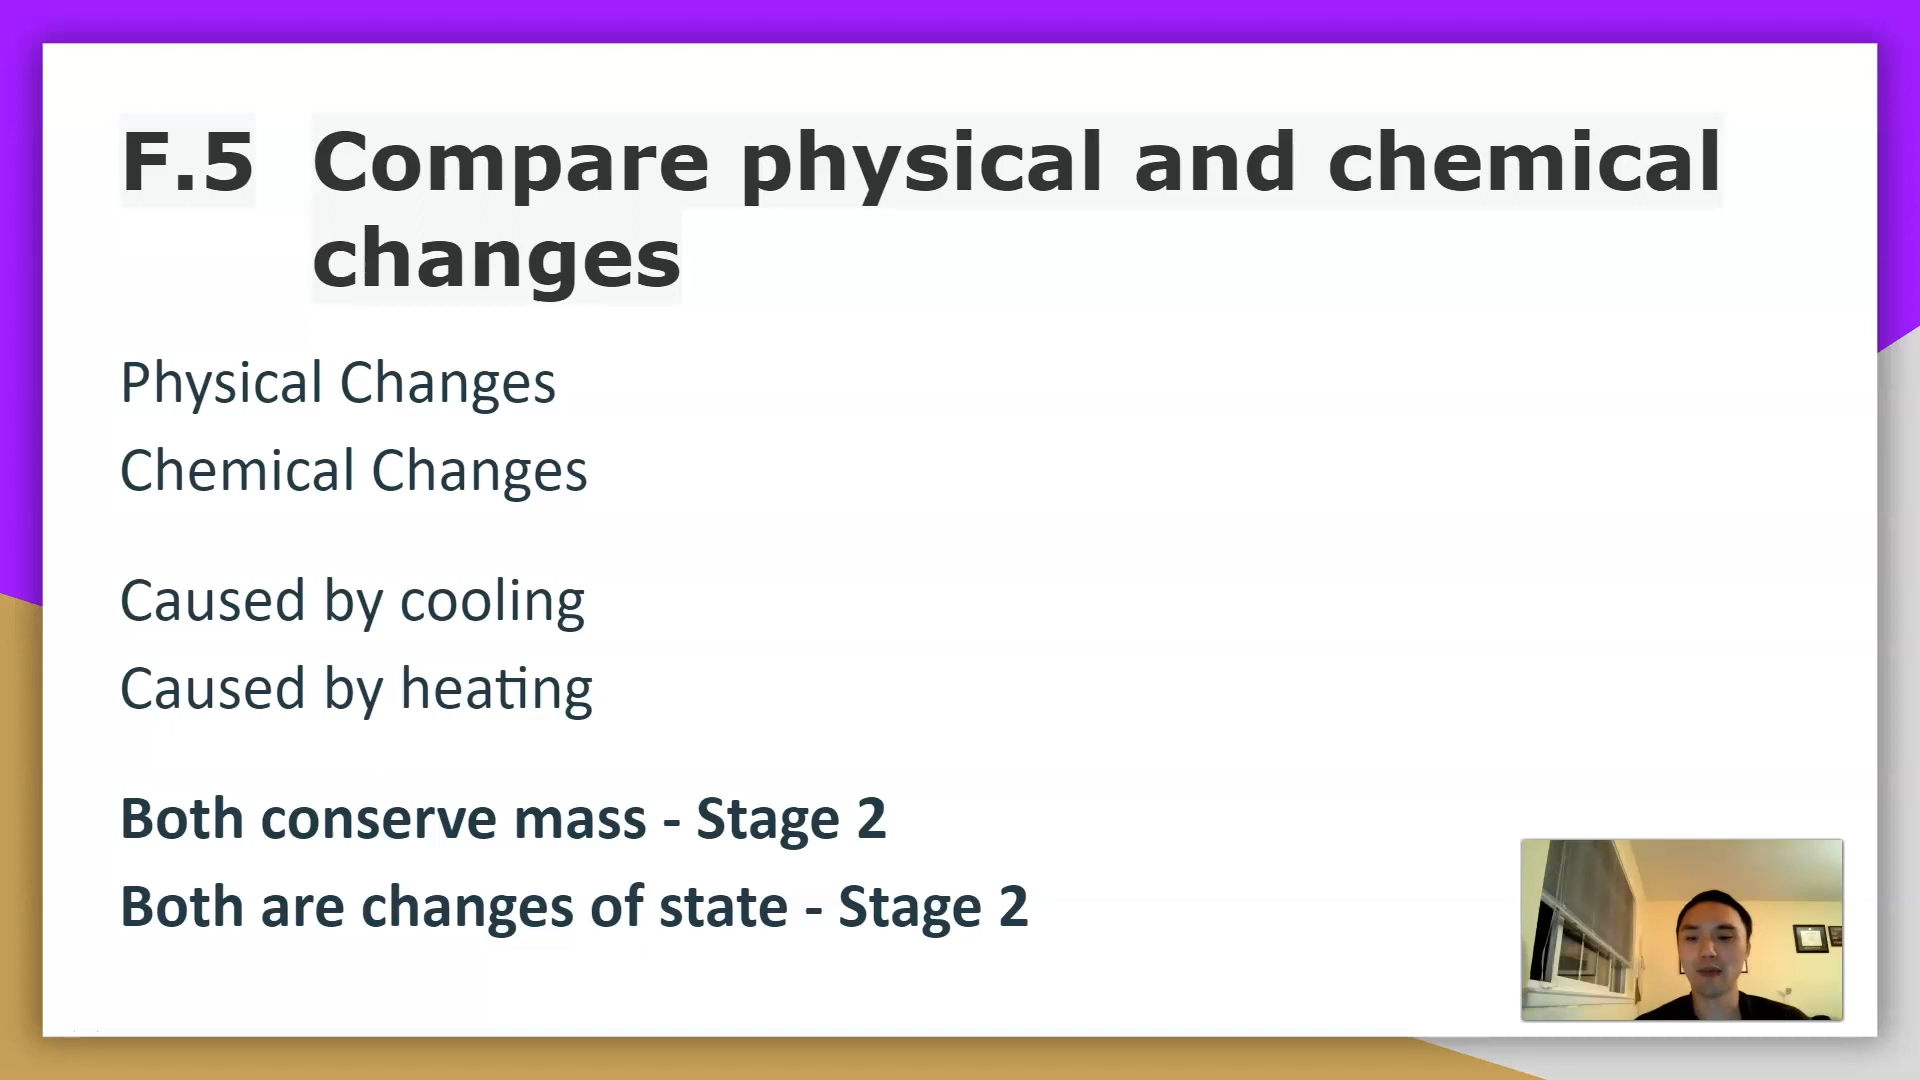 F.5 Compare physical and chemical
changes
Physical Changes
Chemical Changes
Caused by cooling
Caused by heating
Both conserve mass - Stage 2
Both are changes of state - Stage 2